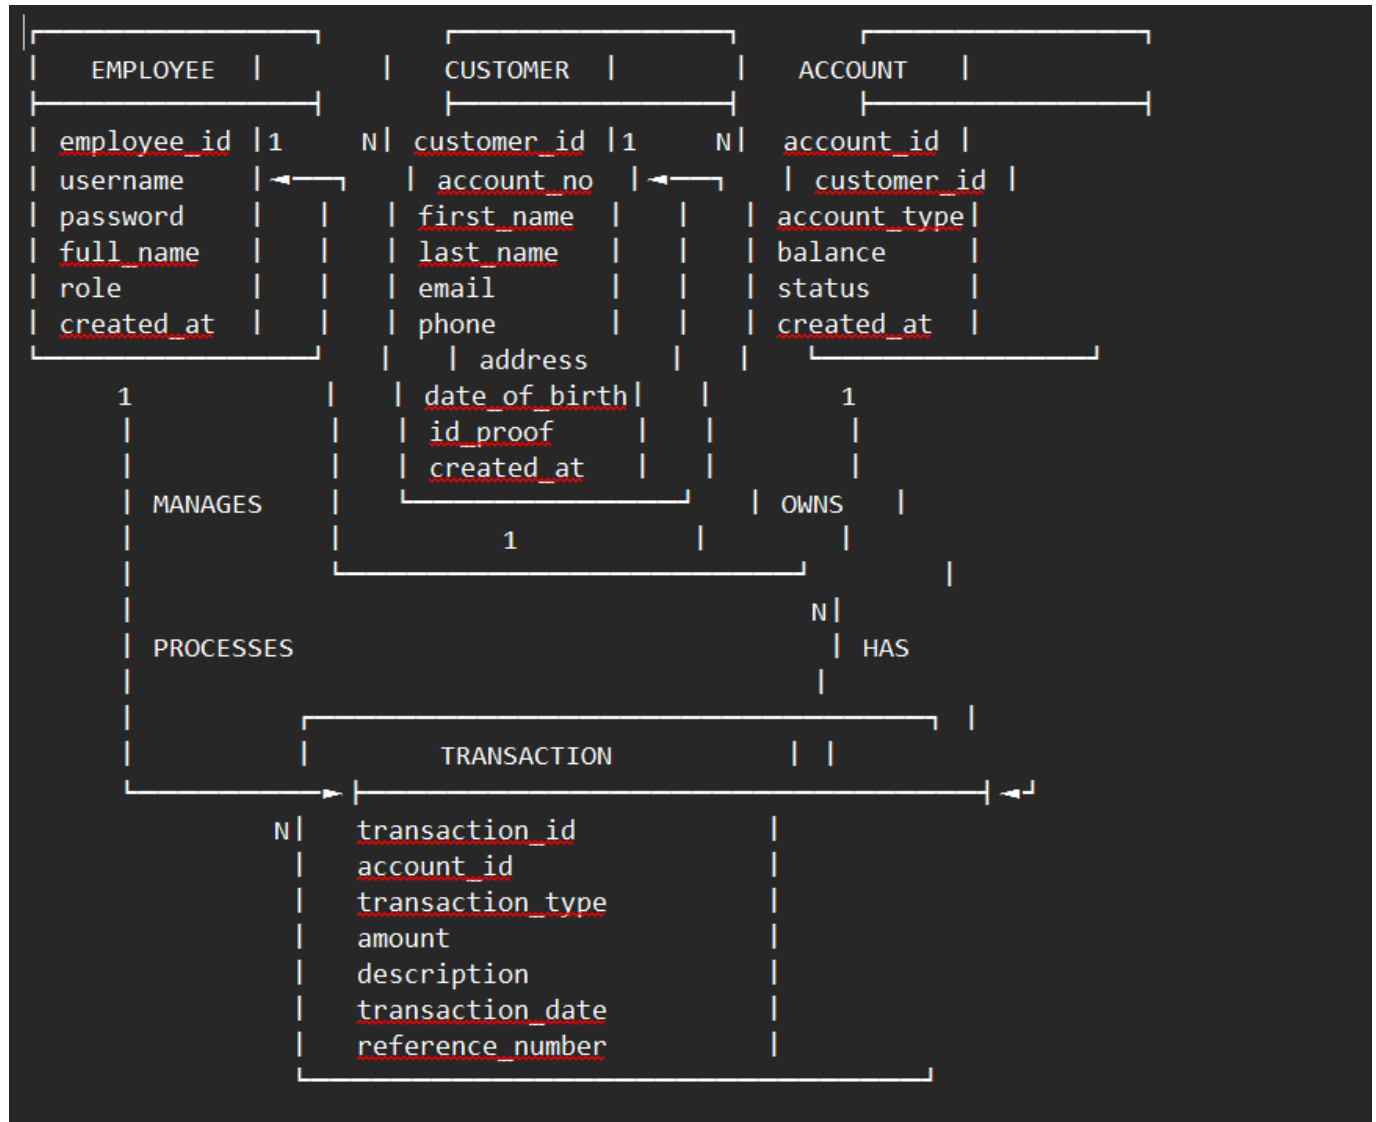 EMPLOYEE CUSTOMER ACCOUNT
employee_id 1 N customer_id 1 N account_id
username account_no customer_id
password first_name account_type
full_name last_name balance
role email status
created_at phone created_at
address
1 date_of_birth 1
id_proof
created_at
MANAGES OWNS
1
N
PROCESSES HAS
TRANSACTION
N transaction_id
account_id
transaction_type
amount
description
transaction_date
reference_number